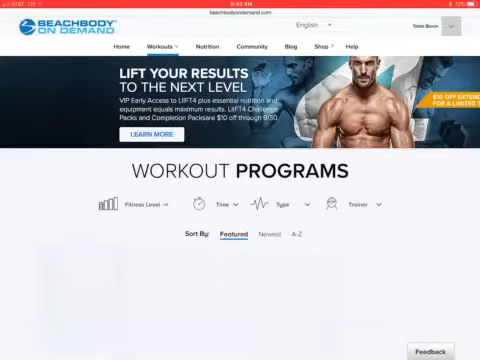 AT&T
9:43 AM
72%
beachbodyondemand.com
BEACHBODY
ON DEMAND
English
Home
Workouts
Nutrition
Community
Blog
Shop
Help
LIFT YOUR RESULTS
TO THE NEXT LEVEL
VIP Early Access to LIIFT4 plus essential nutrition and
equipment equals maximum results. LIIFT4 Challenge
Packs and Completion Packsare $10 off through 9/30
LEARN MORE
$10 OFF EXTEN
FOR A LIMITED T
WORKOUT PROGRAMS
Fitness Level
Time
Type
Trainer
Sort By:
Featured
Newest
A-Z
Feedback